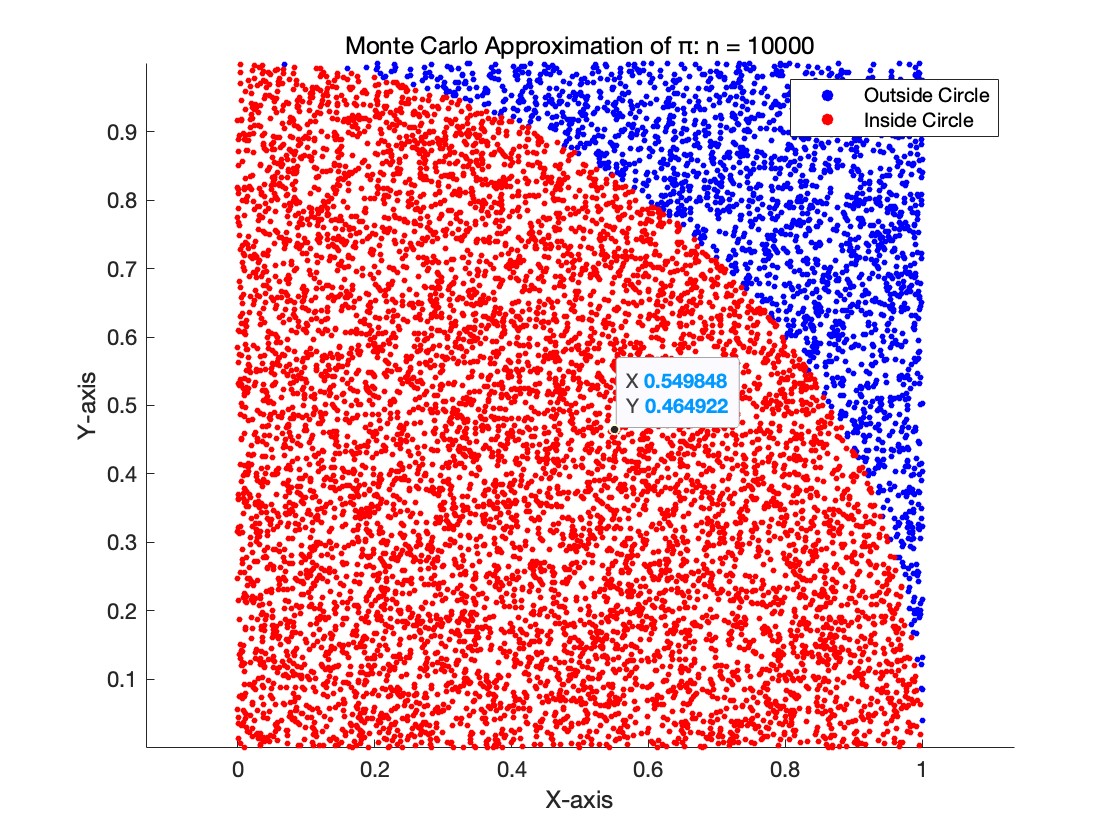 Monte Carlo Approximation of π: n = 10000
Outside Circle
Inside Circle
0.9
0.8
0.7
0.6
0.5
0.4
0.3
0.2
0.1
Y-axis
X 0.549848
Y 0.464922
0 0.2 0.4 0.6 0.8 1
X-axis